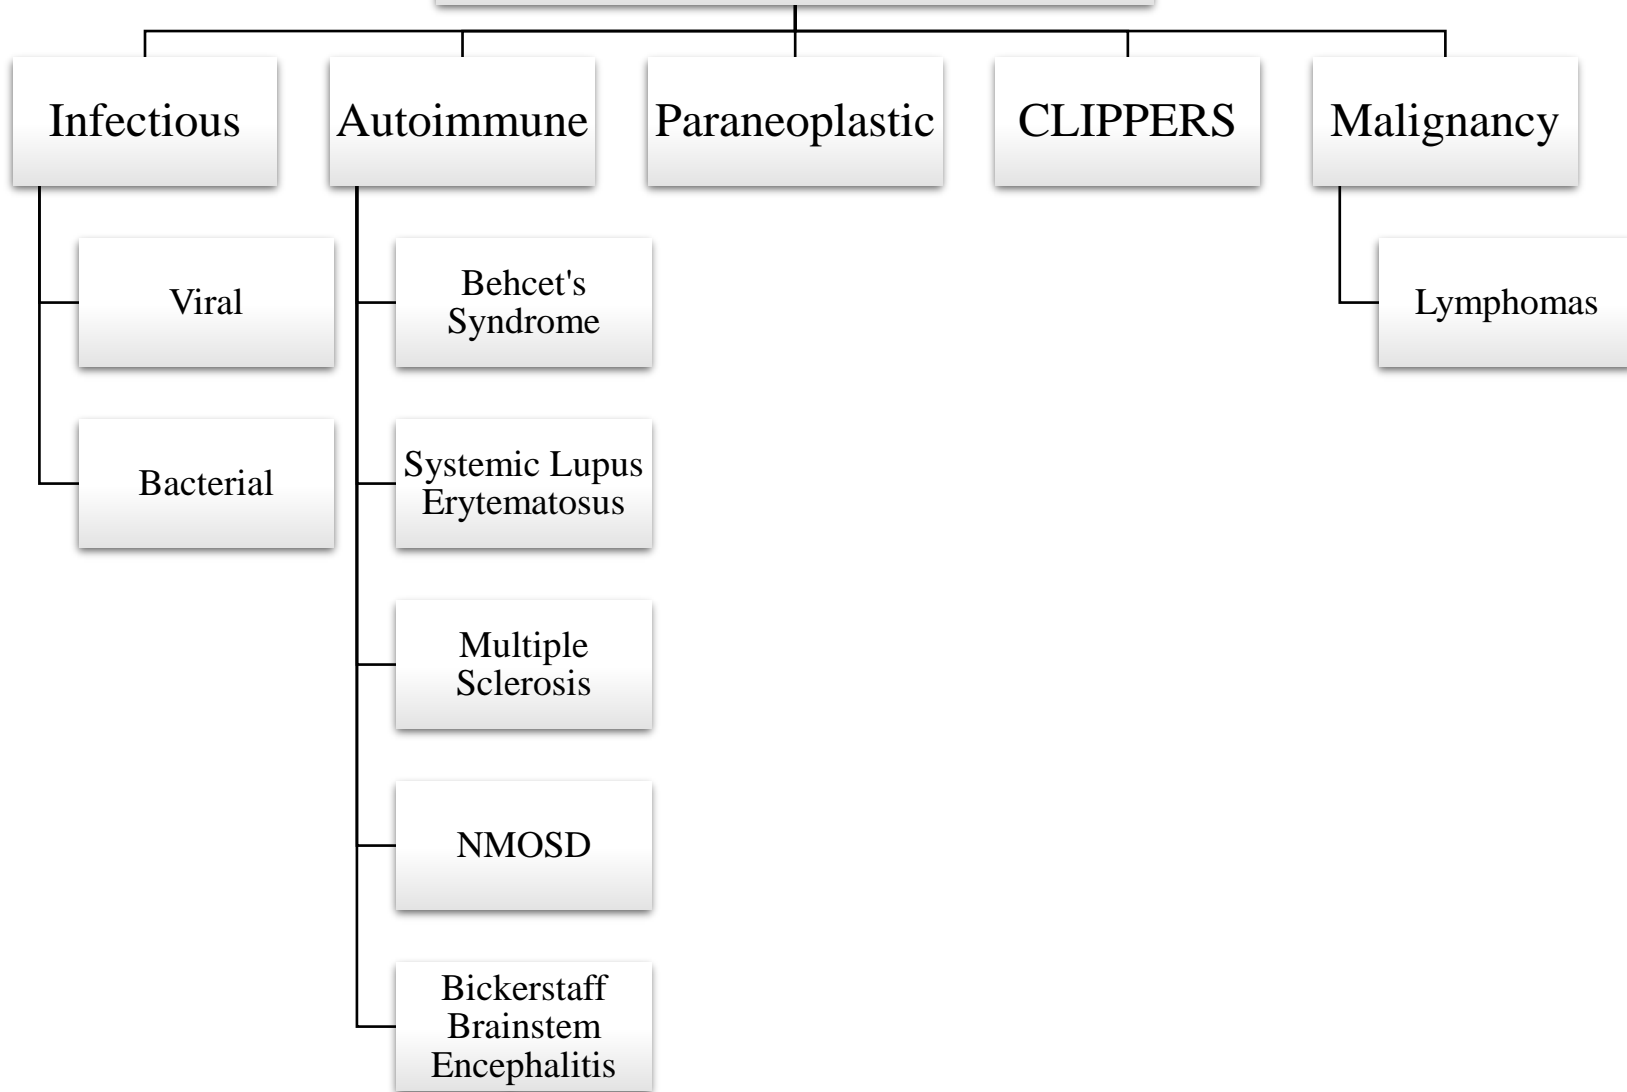 Infectious
Autoimmune
Paraneoplastic
CLIPPERS
Malignancy
Viral
Bacterial
Behcet's
Syndrome
Systemic Lupus
Erytematosus
Multiple
Sclerosis
NMOSD
Bickerstaff
Brainstem
Encephalitis
Lymphomas